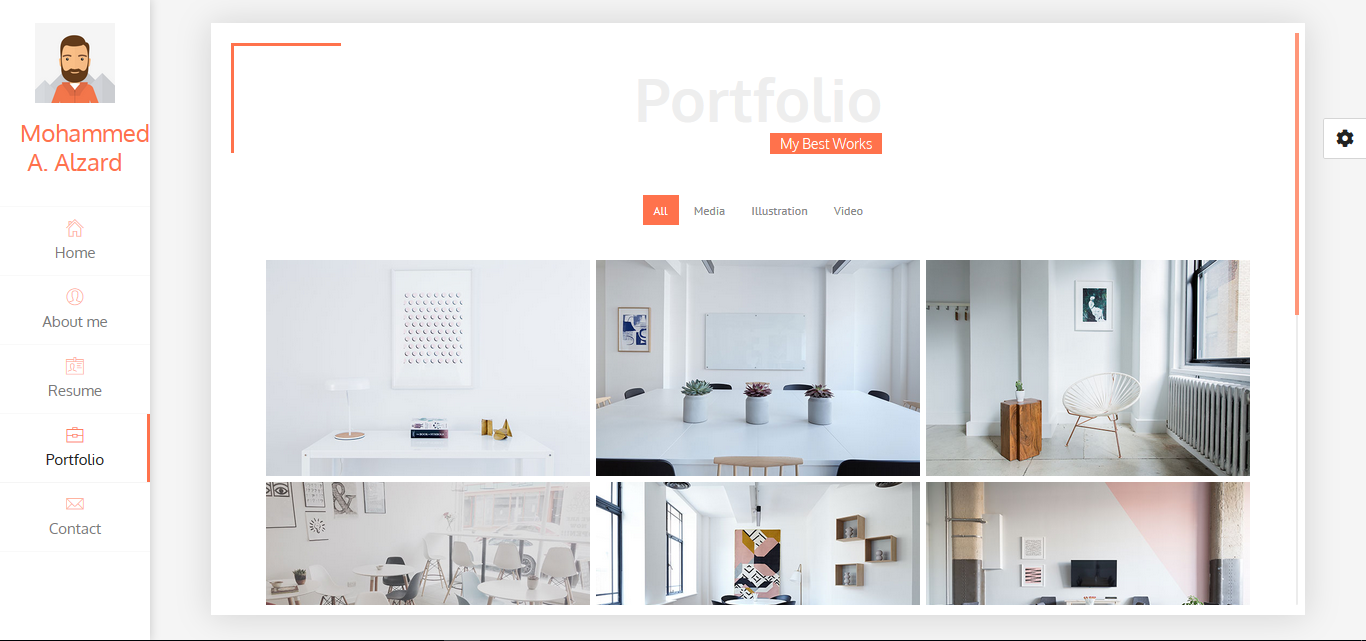 Mohammed
A. Alzard
Home
About me
Resume
Portfolio
Contact
Portfolio
My Best Works
All
Media
Illustration
Video
&